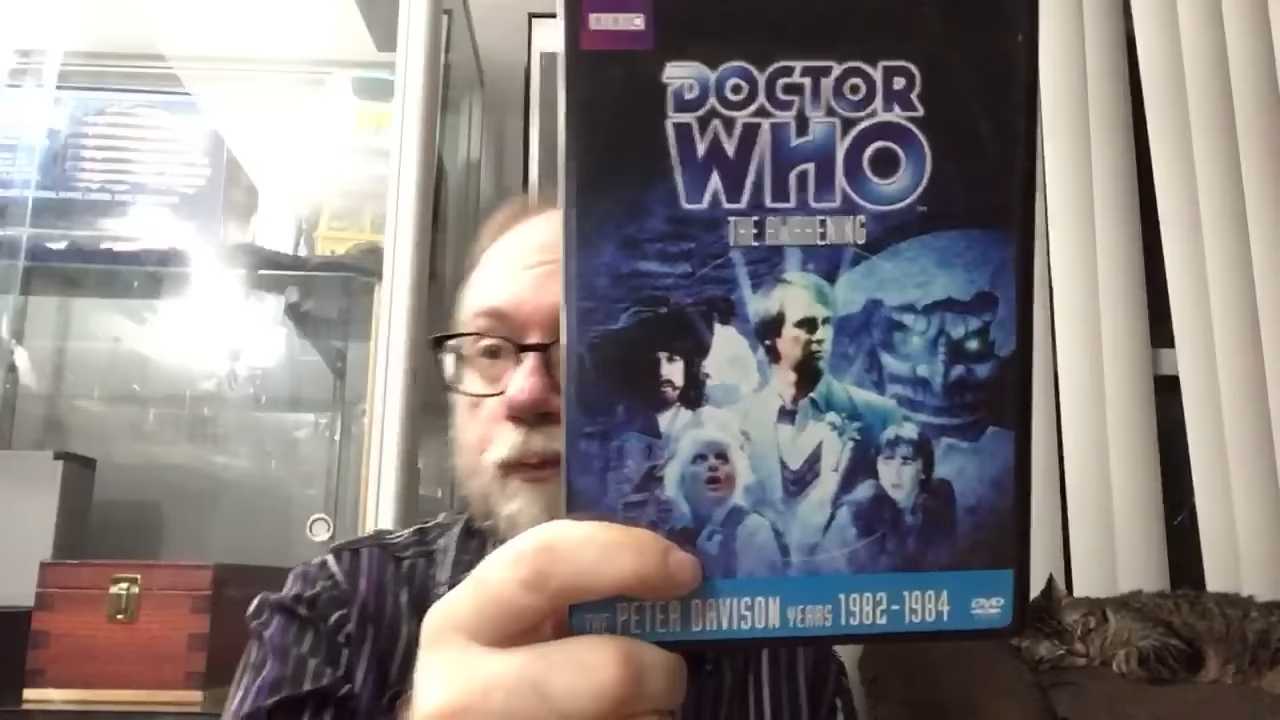 BBC
DOCTOR
WHO
THE AWAKENING
THE PETER DAVISON YEARS 1982-1984
DVD